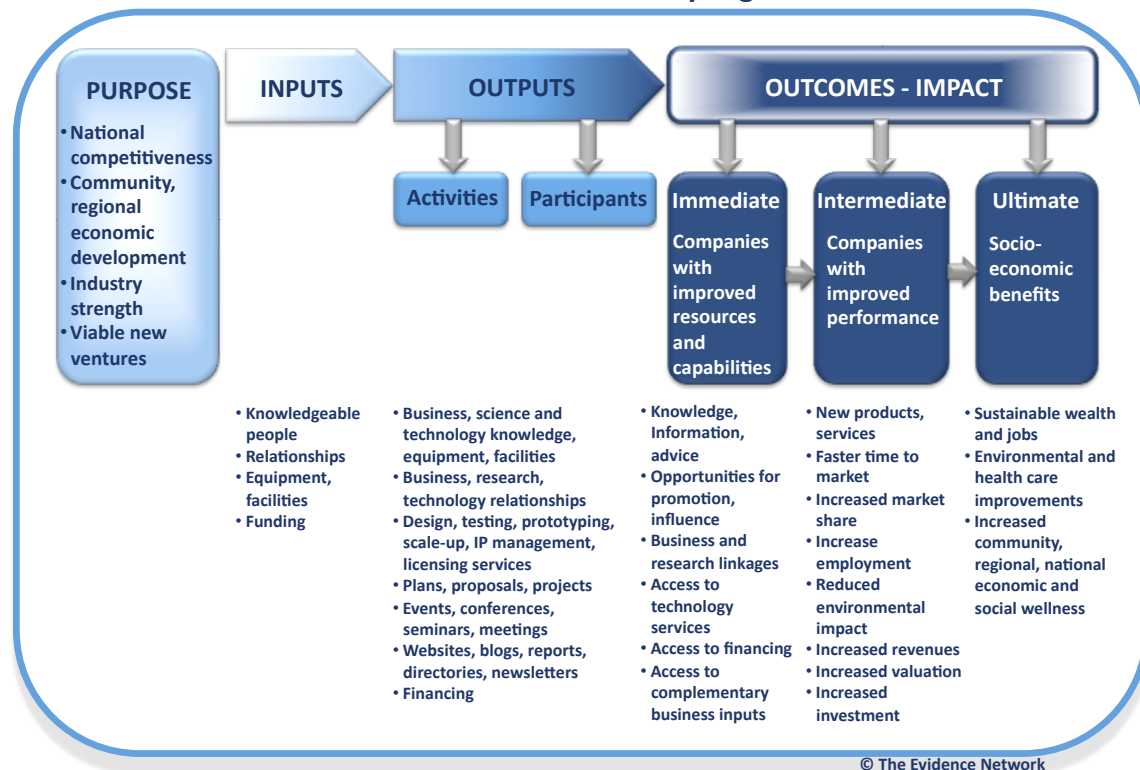 PURPOSE
• National
competitiveness
• Community,
regional
economic
development
• Industry
strength
• Viable new
ventures
INPUTS
OUTPUTS
OUTCOMES - IMPACT
Activities
Participants
Immediate
Companies
with
improved
resources
and
capabilities
Intermediate
Companies
with
improved
performance
Ultimate
Socio-
economic
benefits
• Knowledgeable
people
• Relationships
• Equipment,
facilities
• Funding
• Business, science and
technology knowledge,
equipment, facilities
• Business, research,
technology relationships
• Design, testing, prototyping,
scale-up, IP management,
licensing services
• Plans, proposals, projects
• Events, conferences,
seminars, meetings
• Websites, blogs, reports,
directories, newsletters
• Financing
• Knowledge,
Information,
advice
• Opportunities for
promotion,
influence
• Business and
research linkages
• Access to
technology
services
• Access to financing
• Access to
complementary
business inputs
• New products,
services
• Faster time to
market
• Increased market
share
• Increase
employment
• Reduced
environmental
impact
• Increased revenues
• Increased valuation
• Increased
investment
• Sustainable wealth
and jobs
• Environmental and
health care
improvements
• Increased
community,
regional, national
economic and
social wellness
© The Evidence Network